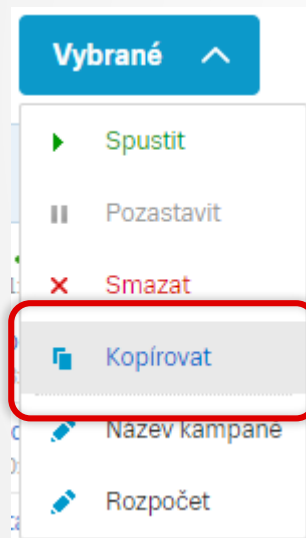 Vybrané
Spustit
Pozastavit
Smazat
Kopírovat
Název kampaně
Rozpočet